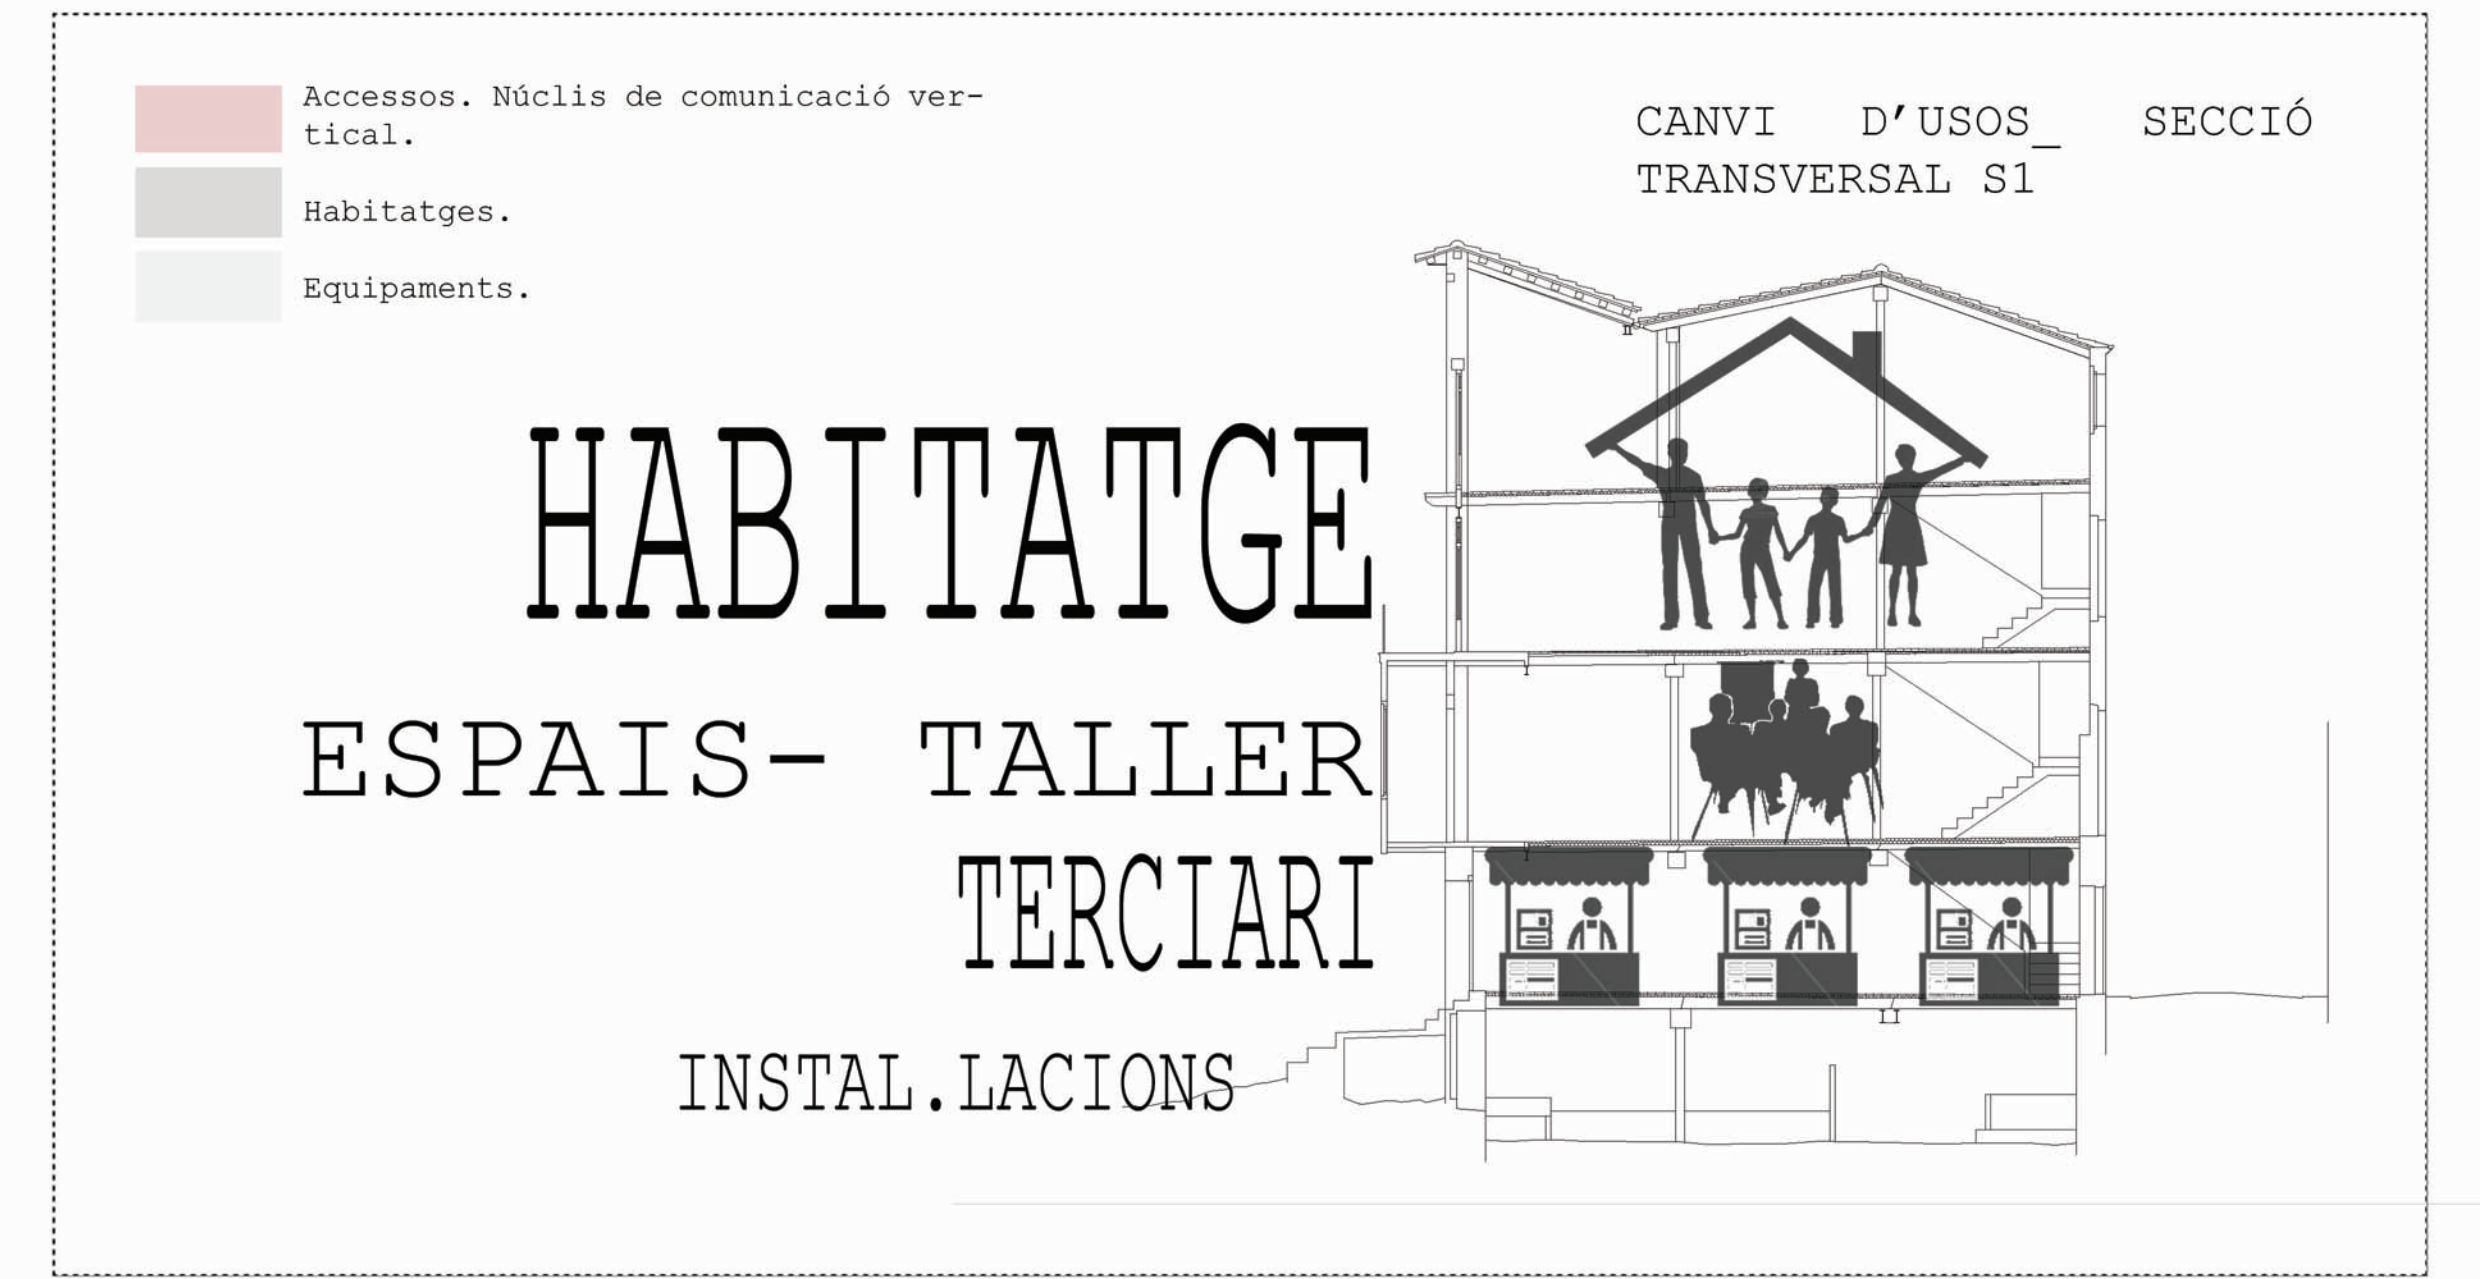 Accessos. Núclis de comunicació ver-
tical.
Habitatges.
Equipaments.
CANVI D'USOS_ SECCIÓ
TRANSVERSAL S1
HABITATGE
ESPAIS- TALLER
TERCIARI
INSTAL.LACIONS